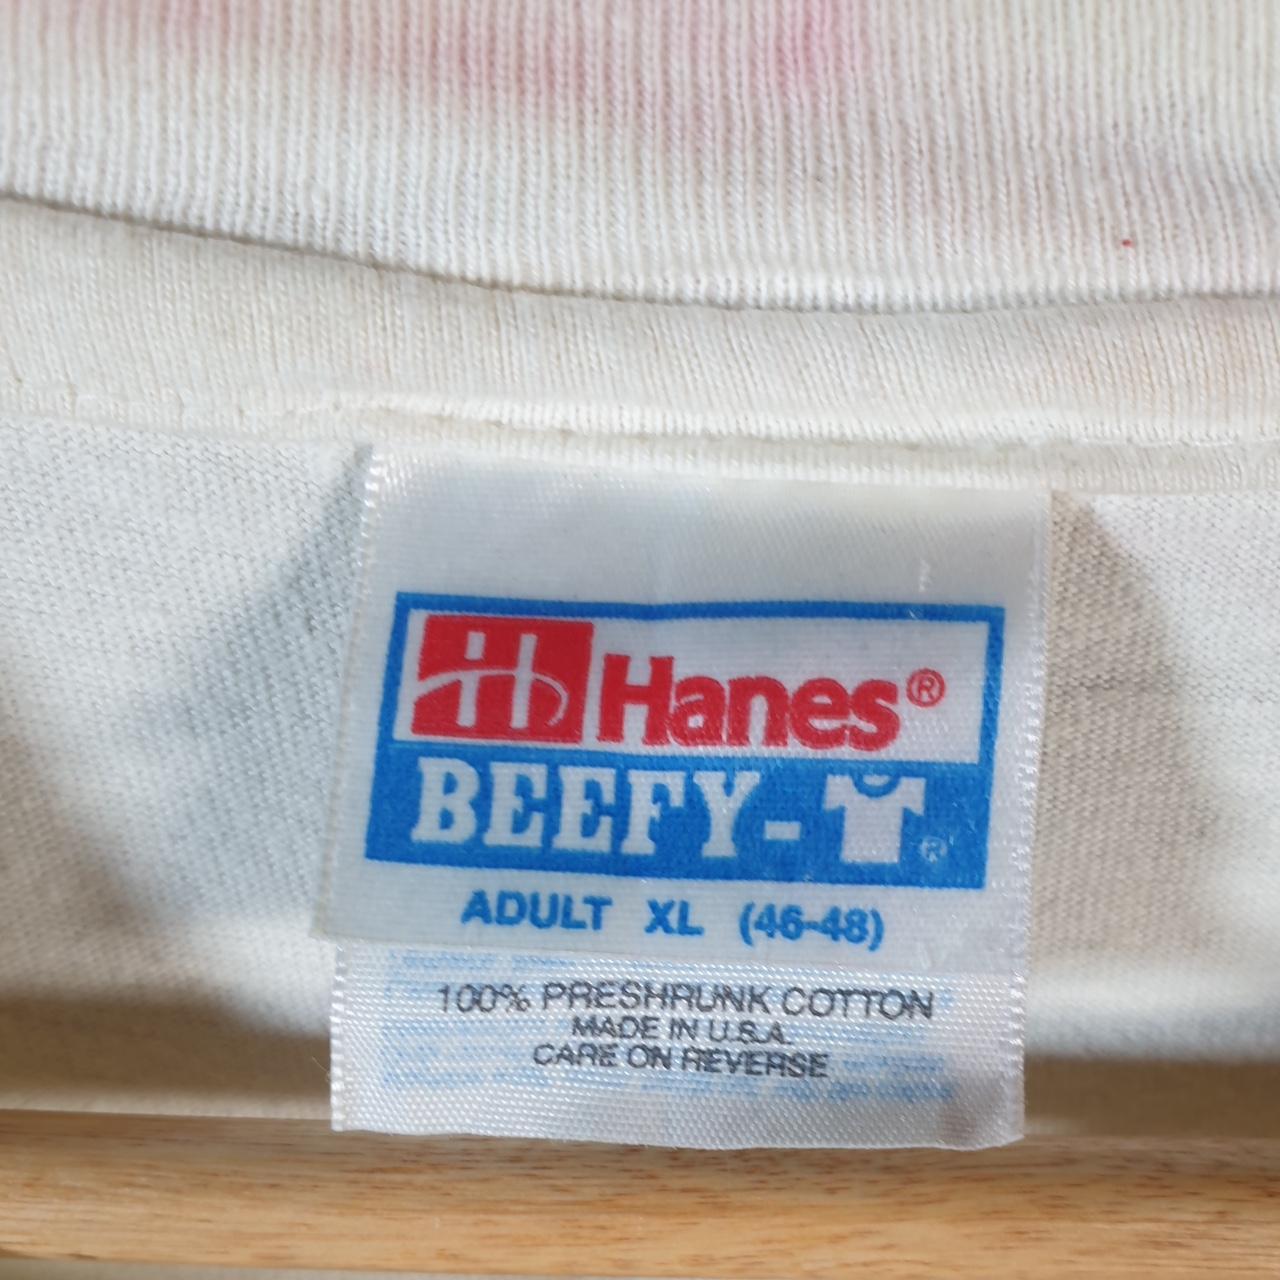 Hanes®
BEEFY-T®
ADULT XL (46-48)
100% PRESHRUNK COTTON
MADE IN U.S.A.
CARE ON REVERSE